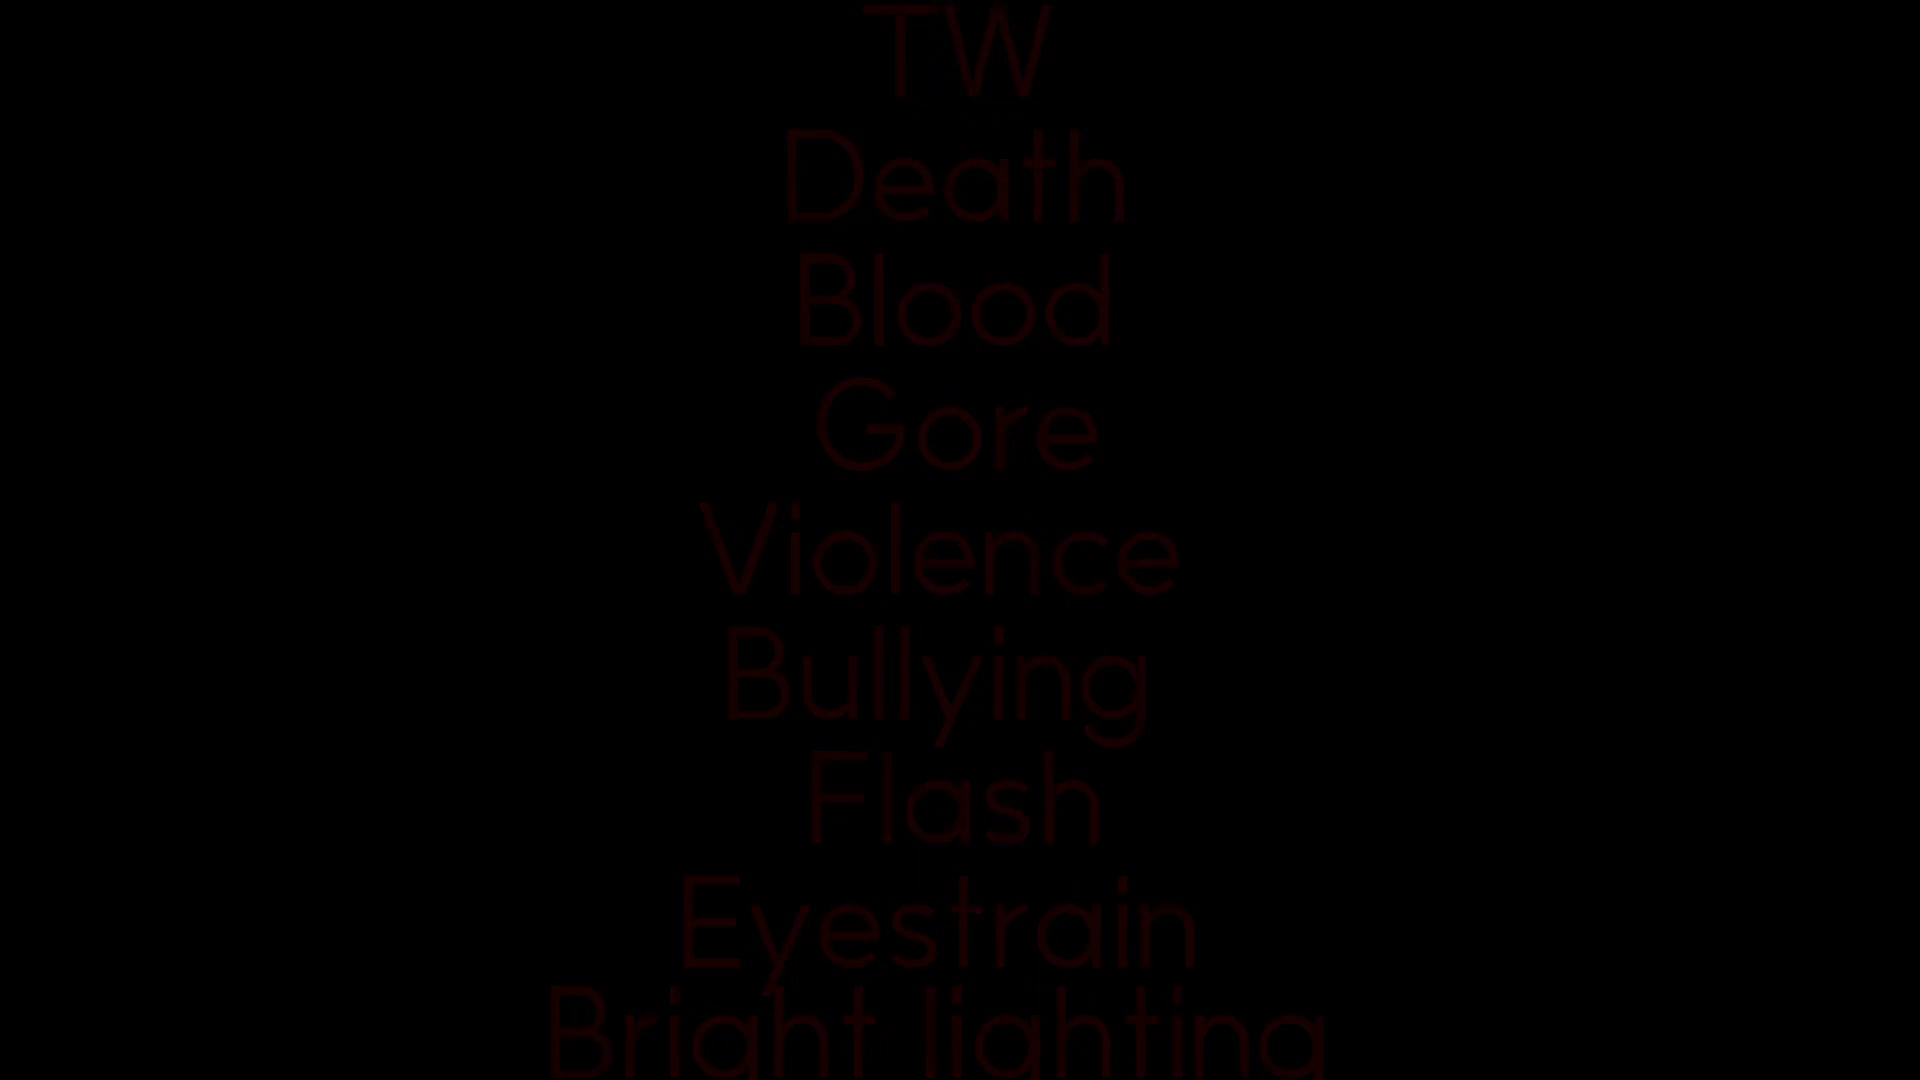 TW
Death
Blood
Gore
Violence
Bullying
Flash
Eyestrain
Bright lighting